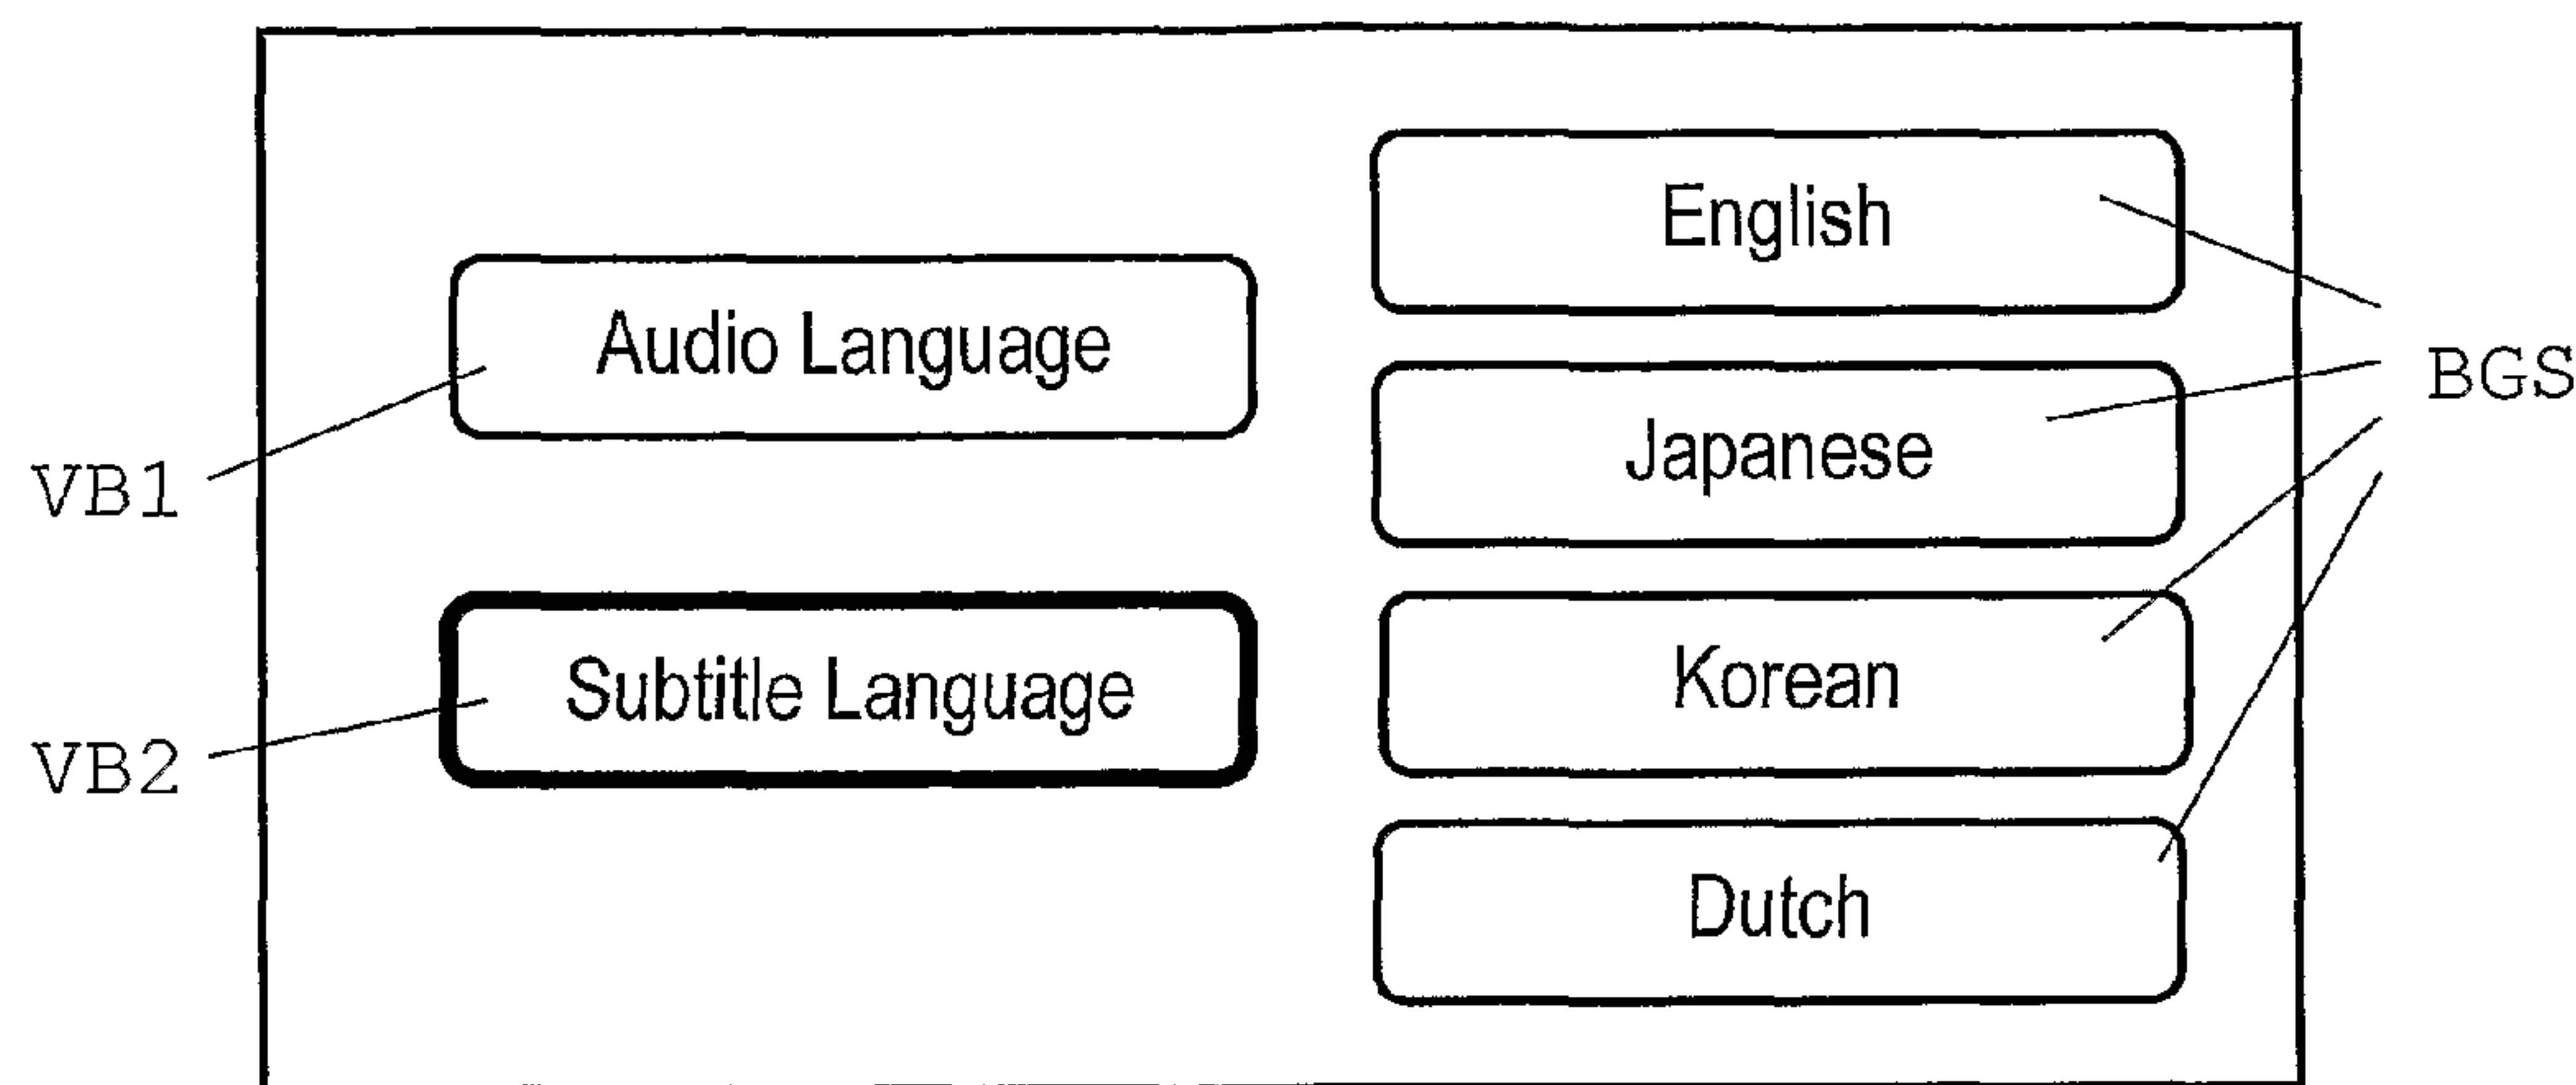 English
Audio Language
Japanese
BGS
VB1
Subtitle Language
Korean
VB2
Dutch